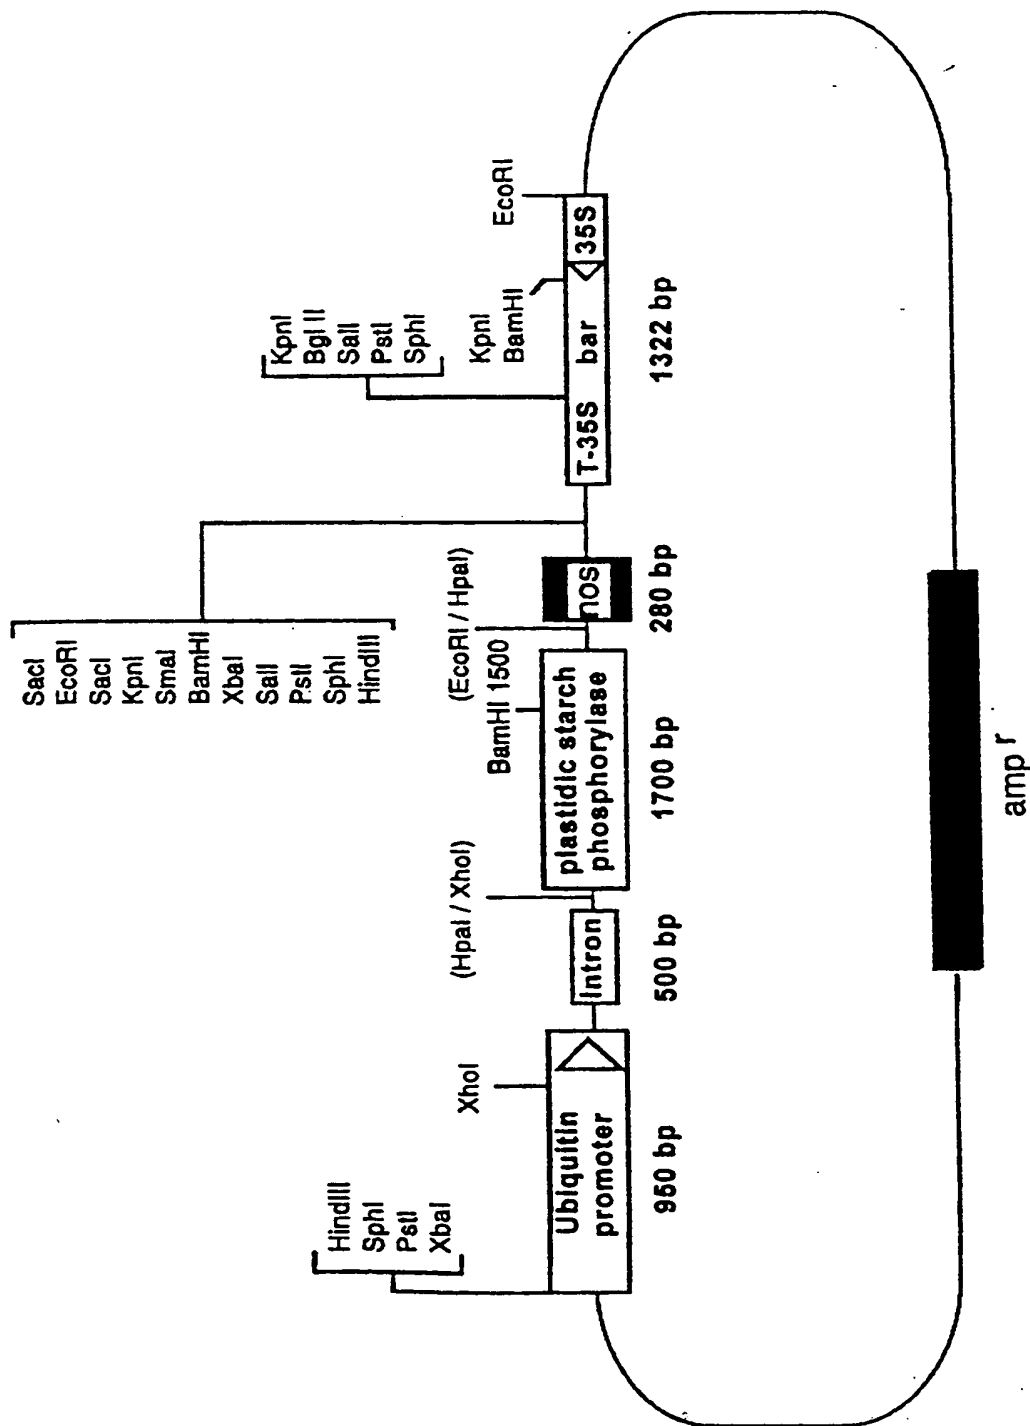 HindIII
SphI
PstI
XbaI
XhoI
(HpaI / XhoI)
BamHI 1500
(EcoRI / HpaI)
SacI
EcoRI
SacI
KpnI
SmaI
BamHI
XbaI
SalI
PstI
SphI
HindIII
KpnI
Bgl II
SalI
PstI
SphI
KpnI
BamHI
EcoRI
Ubiquitin
promoter
Intron
plastidic starch
phosphorylase
nos
T-35S bar 35S
950 bp
500 bp
1700 bp
280 bp
1322 bp
amp r